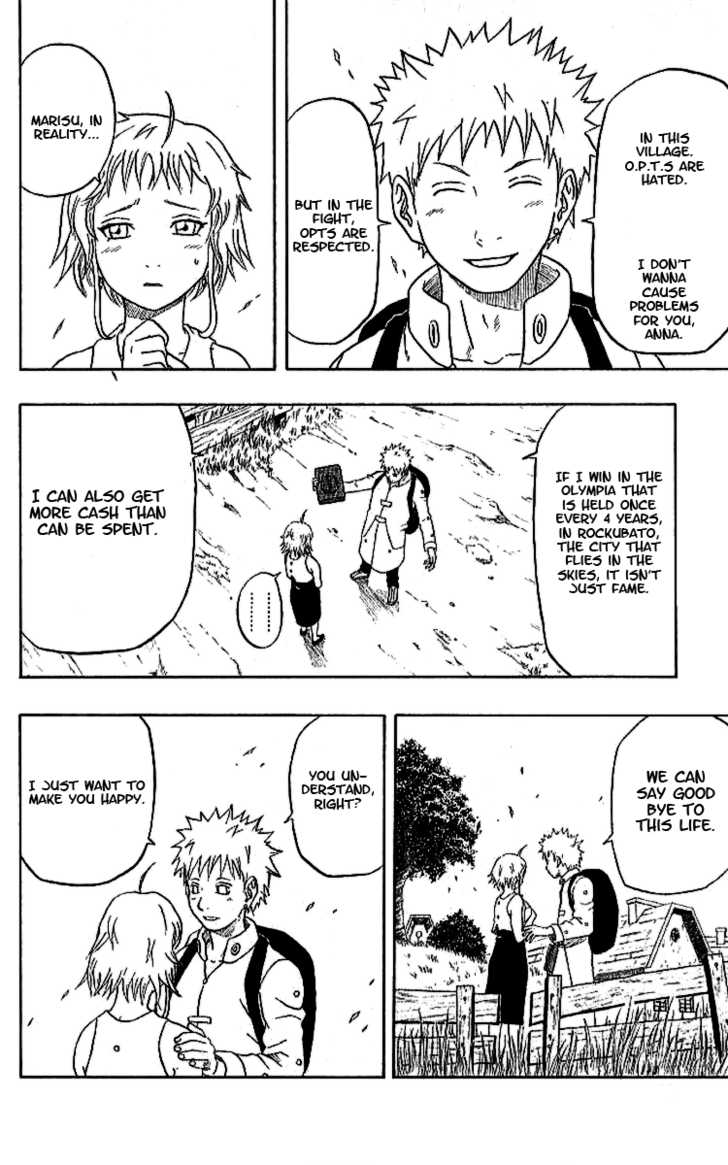 IN THIS
VILLAGE.
O.P.T.S ARE
HATED.
I DON'T
WANNA
CAUSE
PROBLEMS
FOR YOU,
ANNA.
BUT IN THE
FIGHT,
OPTS ARE
RESPECTED.
MARISU, IN
REALITY...
IF I WIN IN THE
OLYMPIA THAT
IS HELD ONCE
EVERY 4 YEARS,
IN ROCKUBATO,
THE CITY THAT
FLIES IN THE
SKIES, IT ISN'T
JUST FAME.
I CAN ALSO GET
MORE CASH THAN
CAN BE SPENT.
WE CAN
SAY GOOD
BYE TO
THIS LIFE.
YOU UN-
DERSTAND,
RIGHT?
I JUST WANT TO
MAKE YOU HAPPY.